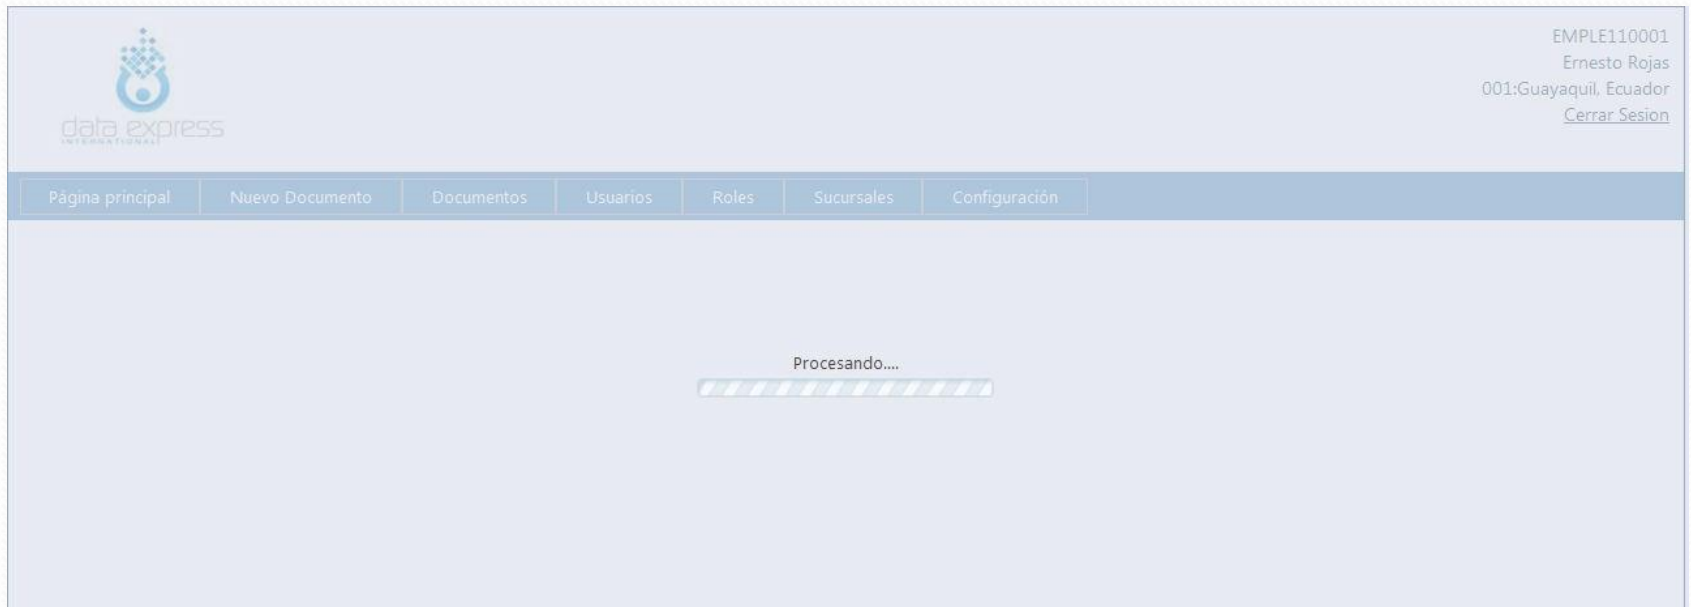 data express
INTERNATIONAL
EMPLE110001
Ernesto Rojas
001:Guayaquil, Ecuador
Cerrar Sesion
Página principal Nuevo Documento Documentos Usuarios Roles Sucursales Configuración
Procesando....